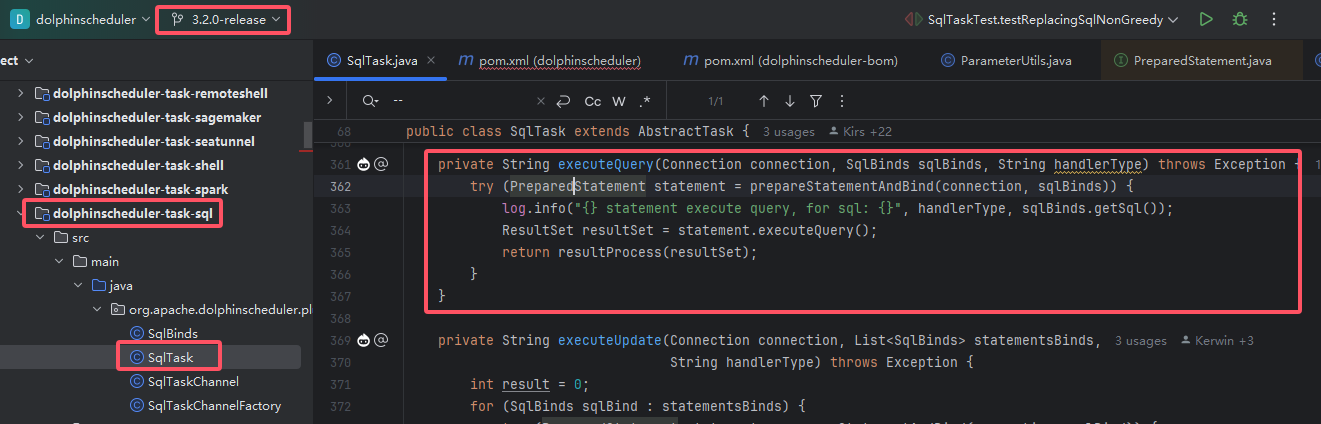 D dolphinscheduler 3.2.0-release SqlTaskTest.testReplacingSqlNonGreedy
ect SqlTask.java pom.xml (dolphinscheduler) pom.xml (dolphinscheduler-bom) ParameterUtils.java PreparedStatement.java
dolphinscheduler-task-remoteshell
dolphinscheduler-task-sagemaker
dolphinscheduler-task-seatunnel
dolphinscheduler-task-shell
dolphinscheduler-task-spark
dolphinscheduler-task-sql
src
main
java
org.apache.dolphinscheduler.pl
SqlBinds
SqlTask
SqlTaskChannel
SqlTaskChannelFactory
-- Cc W .* 1/1
68 public class SqlTask extends AbstractTask { 3 usages Kirs +22
361 private String executeQuery(Connection connection, SqlBinds sqlBinds, String handlerType) throws Exception {
362 try (PreparedStatement statement = prepareStatementAndBind(connection, sqlBinds)) {
363 log.info("{} statement execute query, for sql: {}", handlerType, sqlBinds.getSql());
364 ResultSet resultSet = statement.executeQuery();
365 return resultProcess(resultSet);
366 }
367 }
368
369 private String executeUpdate(Connection connection, List<SqlBinds> statementsBinds, 3 usages Kerwin +3
370 String handlerType) throws Exception {
371 int result = 0;
372 for (SqlBinds sqlBind : statementsBinds) {